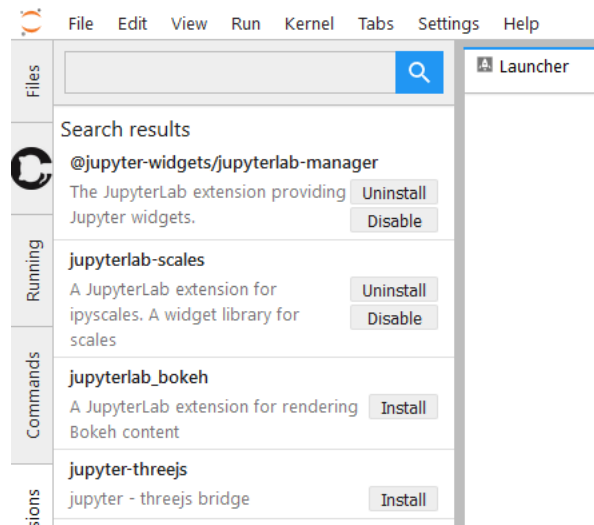 File Edit View Run Kernel Tabs Settings Help
Files
Running
Commands
Launcher
Search results
@jupyter-widgets/jupyterlab-manager
The JupyterLab extension providing
Jupyter widgets.
Uninstall
Disable
jupyterlab-scales
A JupyterLab extension for
ipyscales. A widget library for
scales
Uninstall
Disable
jupyterlab_bokeh
A JupyterLab extension for rendering
Bokeh content
Install
jupyter-threejs
jupyter - threejs bridge
Install